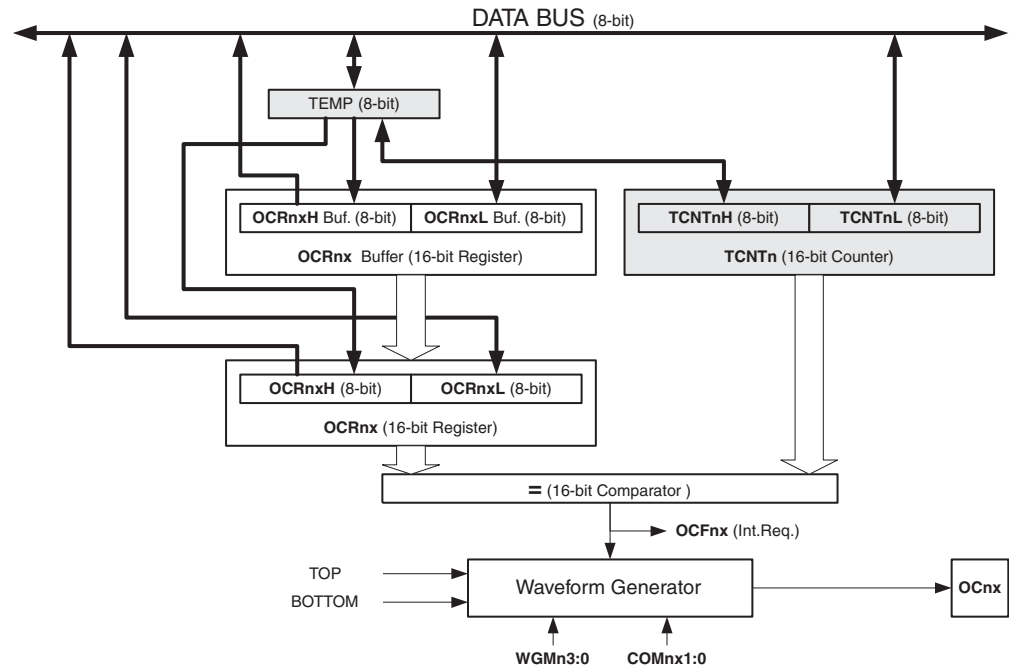 DATA BUS (8-bit)
TEMP (8-bit)
OCRnxH Buf. (8-bit) OCRnxL Buf. (8-bit)
OCRnx Buffer (16-bit Register)
TCNTnH (8-bit) TCNTnL (8-bit)
TCNTn (16-bit Counter)
OCRnxH (8-bit) OCRnxL (8-bit)
OCRnx (16-bit Register)
= (16-bit Comparator )
OCFnx (Int.Req.)
TOP
BOTTOM
Waveform Generator
OCnx
WGMn3:0 COMnx1:0